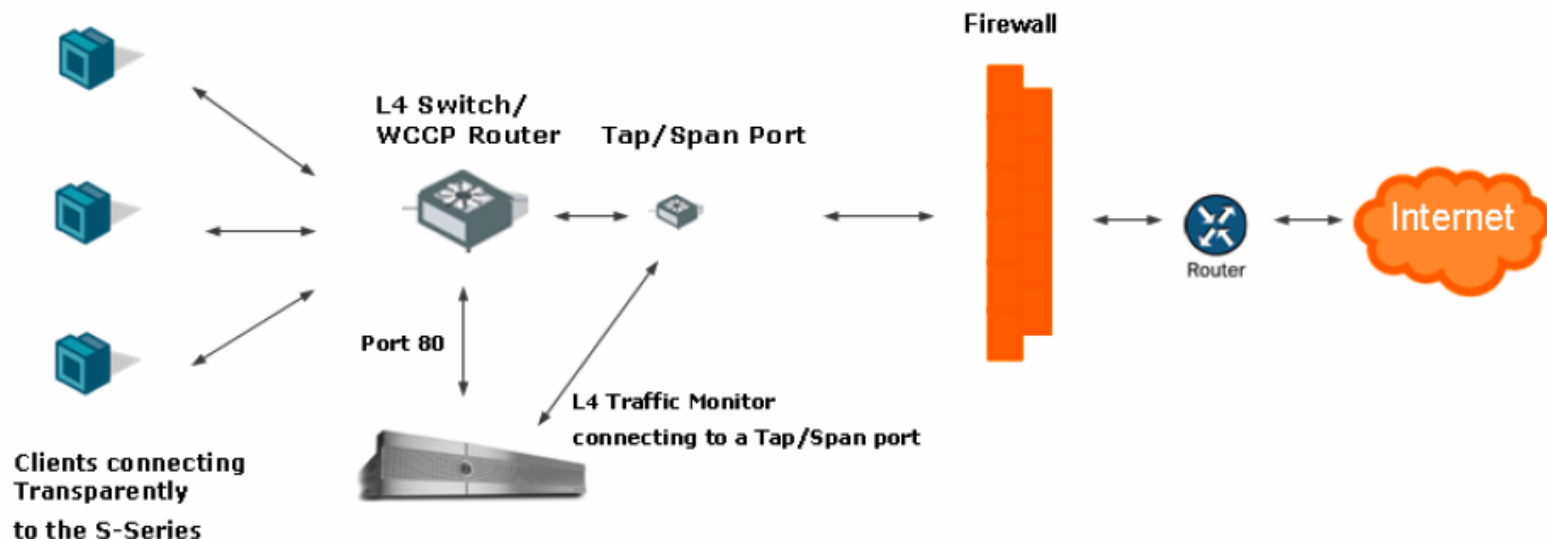 Firewall
L4 Switch/
WCCP Router
Tap/Span Port
Internet
Router
Port 80
L4 Traffic Monitor
connecting to a Tap/Span port
Clients connecting
Transparently
to the S-Series